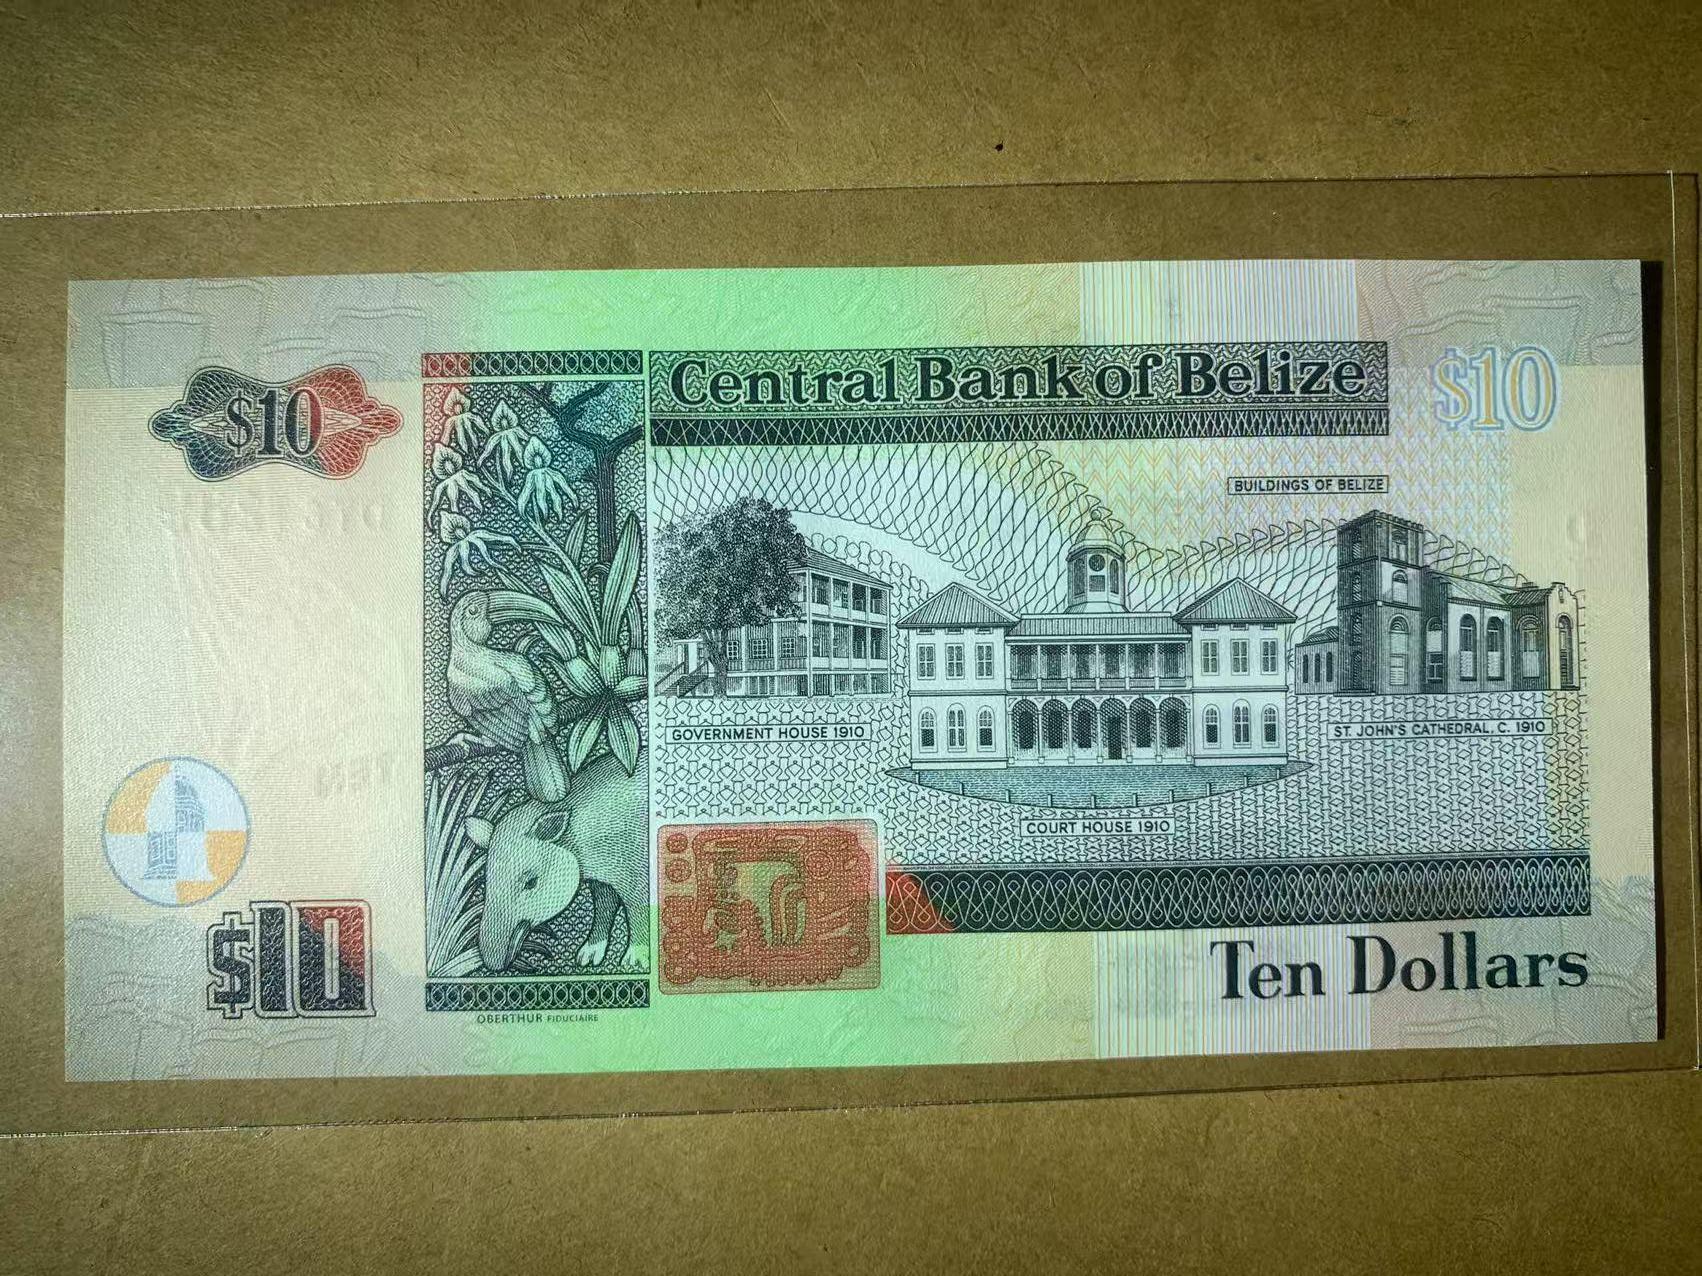 Central Bank of Belize
$10
$10
BUILDINGS OF BELIZE
GOVERNMENT HOUSE 1910
ST. JOHN'S CATHEDRAL, C. 1910
COURT HOUSE 1910
$10
Ten Dollars
OBERTHUR FIDUCIAIRE